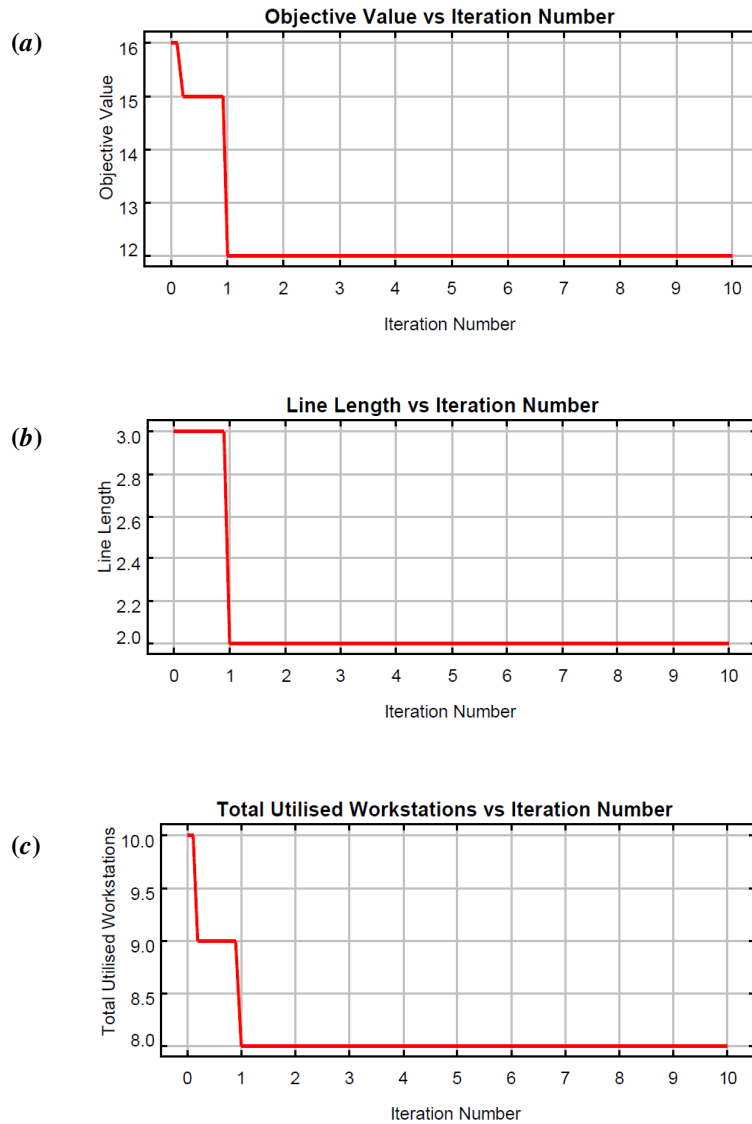 (a)
Objective Value vs Iteration Number
Objective Value
16
15
14
13
12
0 1 2 3 4 5 6 7 8 9 10
Iteration Number
(b)
Line Length vs Iteration Number
Line Length
3.0
2.8
2.6
2.4
2.2
2.0
0 1 2 3 4 5 6 7 8 9 10
Iteration Number
(c)
Total Utilised Workstations vs Iteration Number
Total Utilised Workstations
10.0
9.5
9.0
8.5
8.0
0 1 2 3 4 5 6 7 8 9 10
Iteration Number